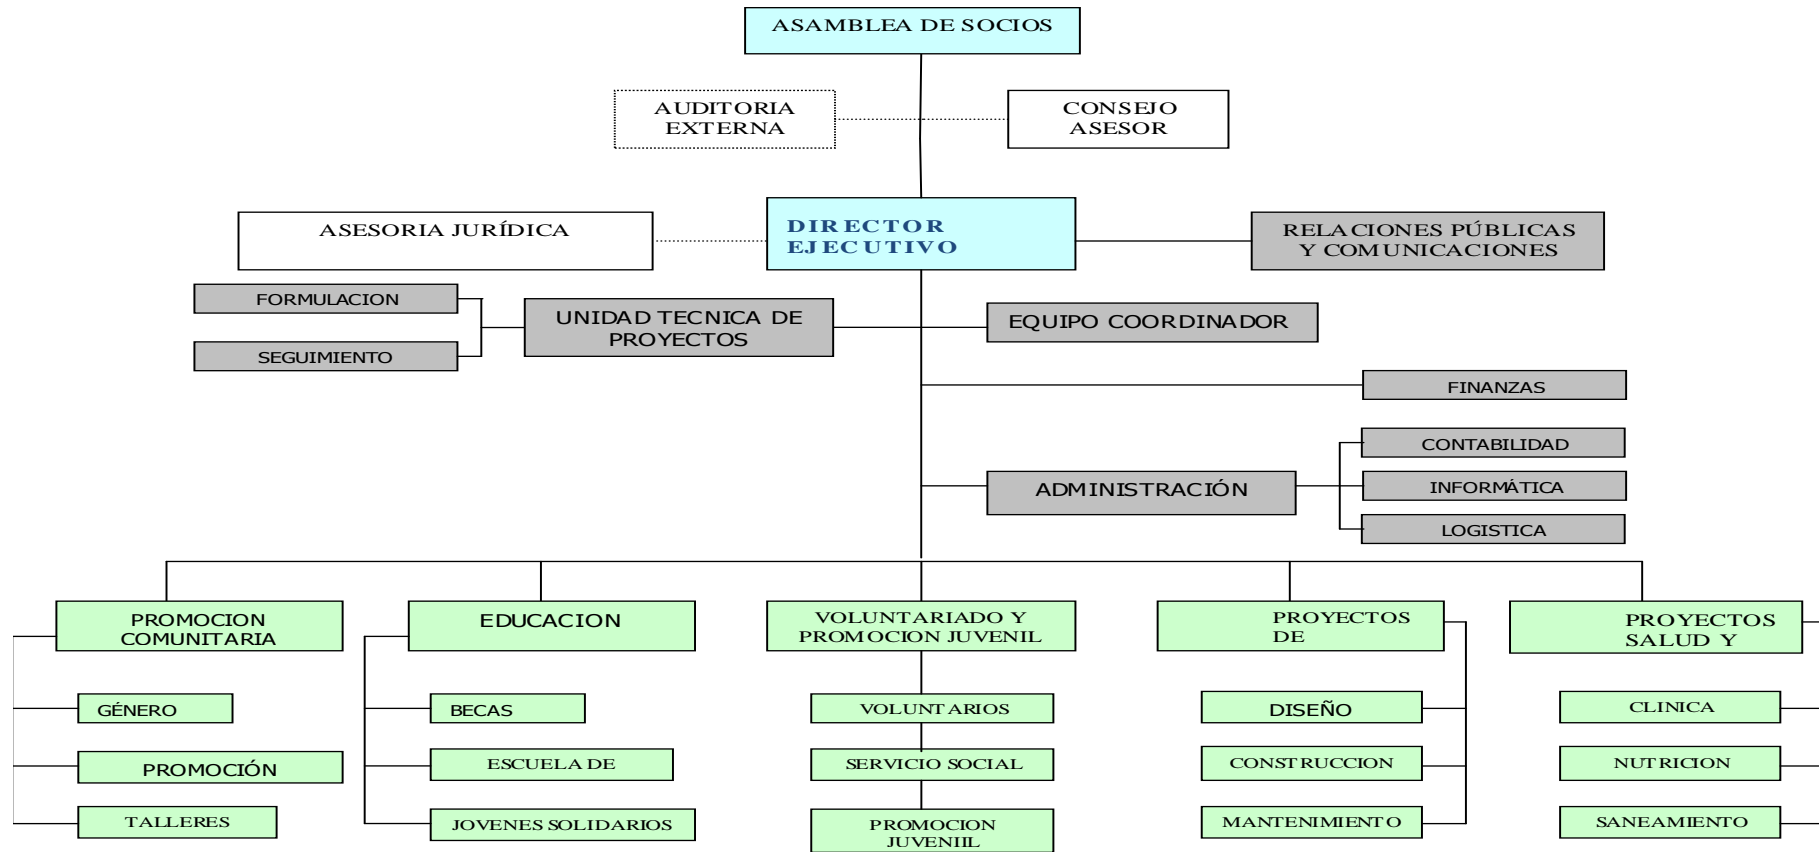 ASAMBLEA DE SOCIOS
AUDITORIA
EXTERNA
CONSEJO
ASESOR
ASESORIA JURÍDICA
DIRECTOR
EJECUTIVO
RELACIONES PÚBLICAS
Y COMUNICACIONES
FORMULACION
SEGUIMIENTO
UNIDAD TECNICA DE
PROYECTOS
EQUIPO COORDINADOR
FINANZAS
CONTABILIDAD
ADMINISTRACIÓN
INFORMÁTICA
LOGISTICA
PROMOCION
COMUNITARIA
EDUCACION
VOLUNTARIADO Y
PROMOCION JUVENIL
PROYECTOS
DE
PROYECTOS
SALUD Y
GÉNERO
BECAS
VOLUNTARIOS
DISEÑO
CLINICA
PROMOCIÓN
ESCUELA DE
SERVICIO SOCIAL
CONSTRUCCION
NUTRICION
TALLERES
JOVENES SOLIDARIOS
PROMOCION
JUVENIIL
MANTENIMIENTO
SANEAMIENTO